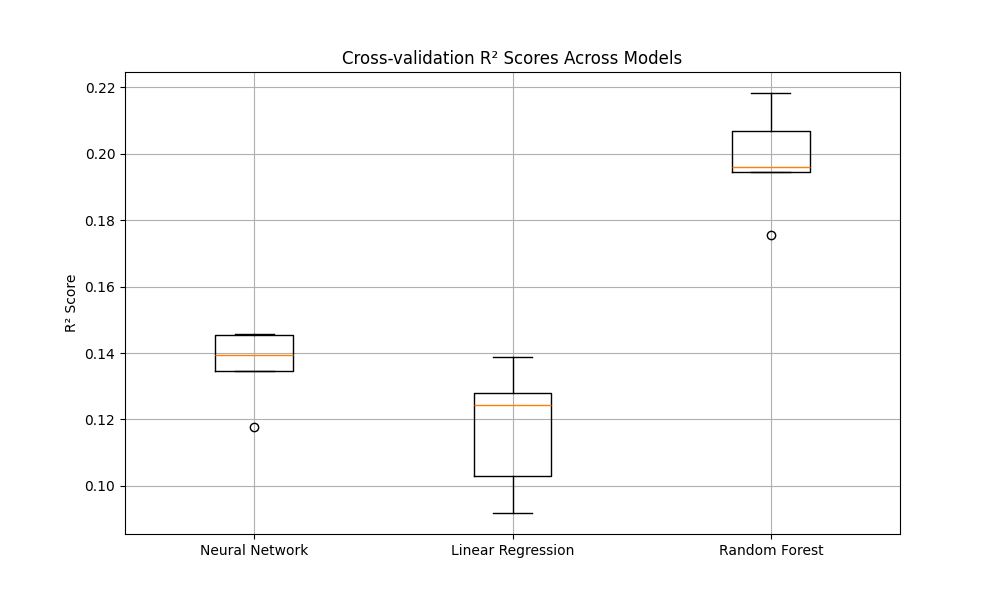 Cross-validation R² Scores Across Models
R² Score
0.22
0.20
0.18
0.16
0.14
0.12
0.10
Neural Network
Linear Regression
Random Forest